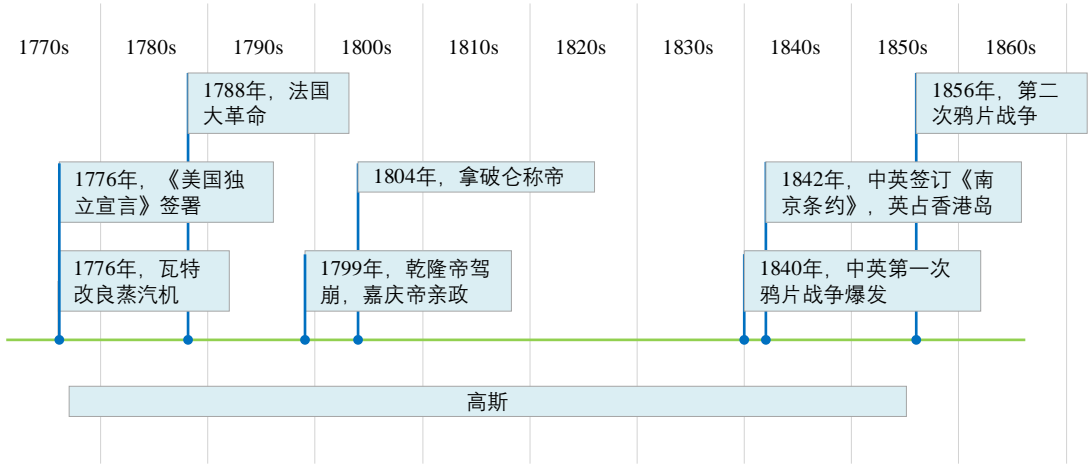 1770s
1780s
1790s
1800s
1810s
1820s
1830s
1840s
1850s
1860s
1788年，法国
大革命
1856年，第二
次鸦片战争
1776年，《美国独
立宣言》签署
1804年，拿破仑称帝
1842年，中英签订《南
京条约》，英占香港岛
1776年，瓦特
改良蒸汽机
1799年，乾隆帝驾
崩，嘉庆帝亲政
1840年，中英第一次
鸦片战争爆发
高斯